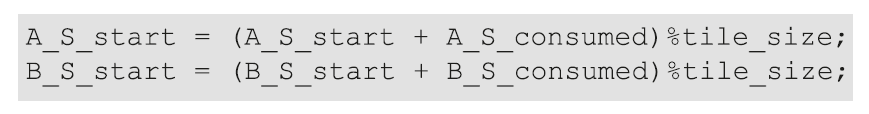 A_S_start = (A_S_start + A_S_consumed)%tile_size;
B_S_start = (B_S_start + B_S_consumed)%tile_size;